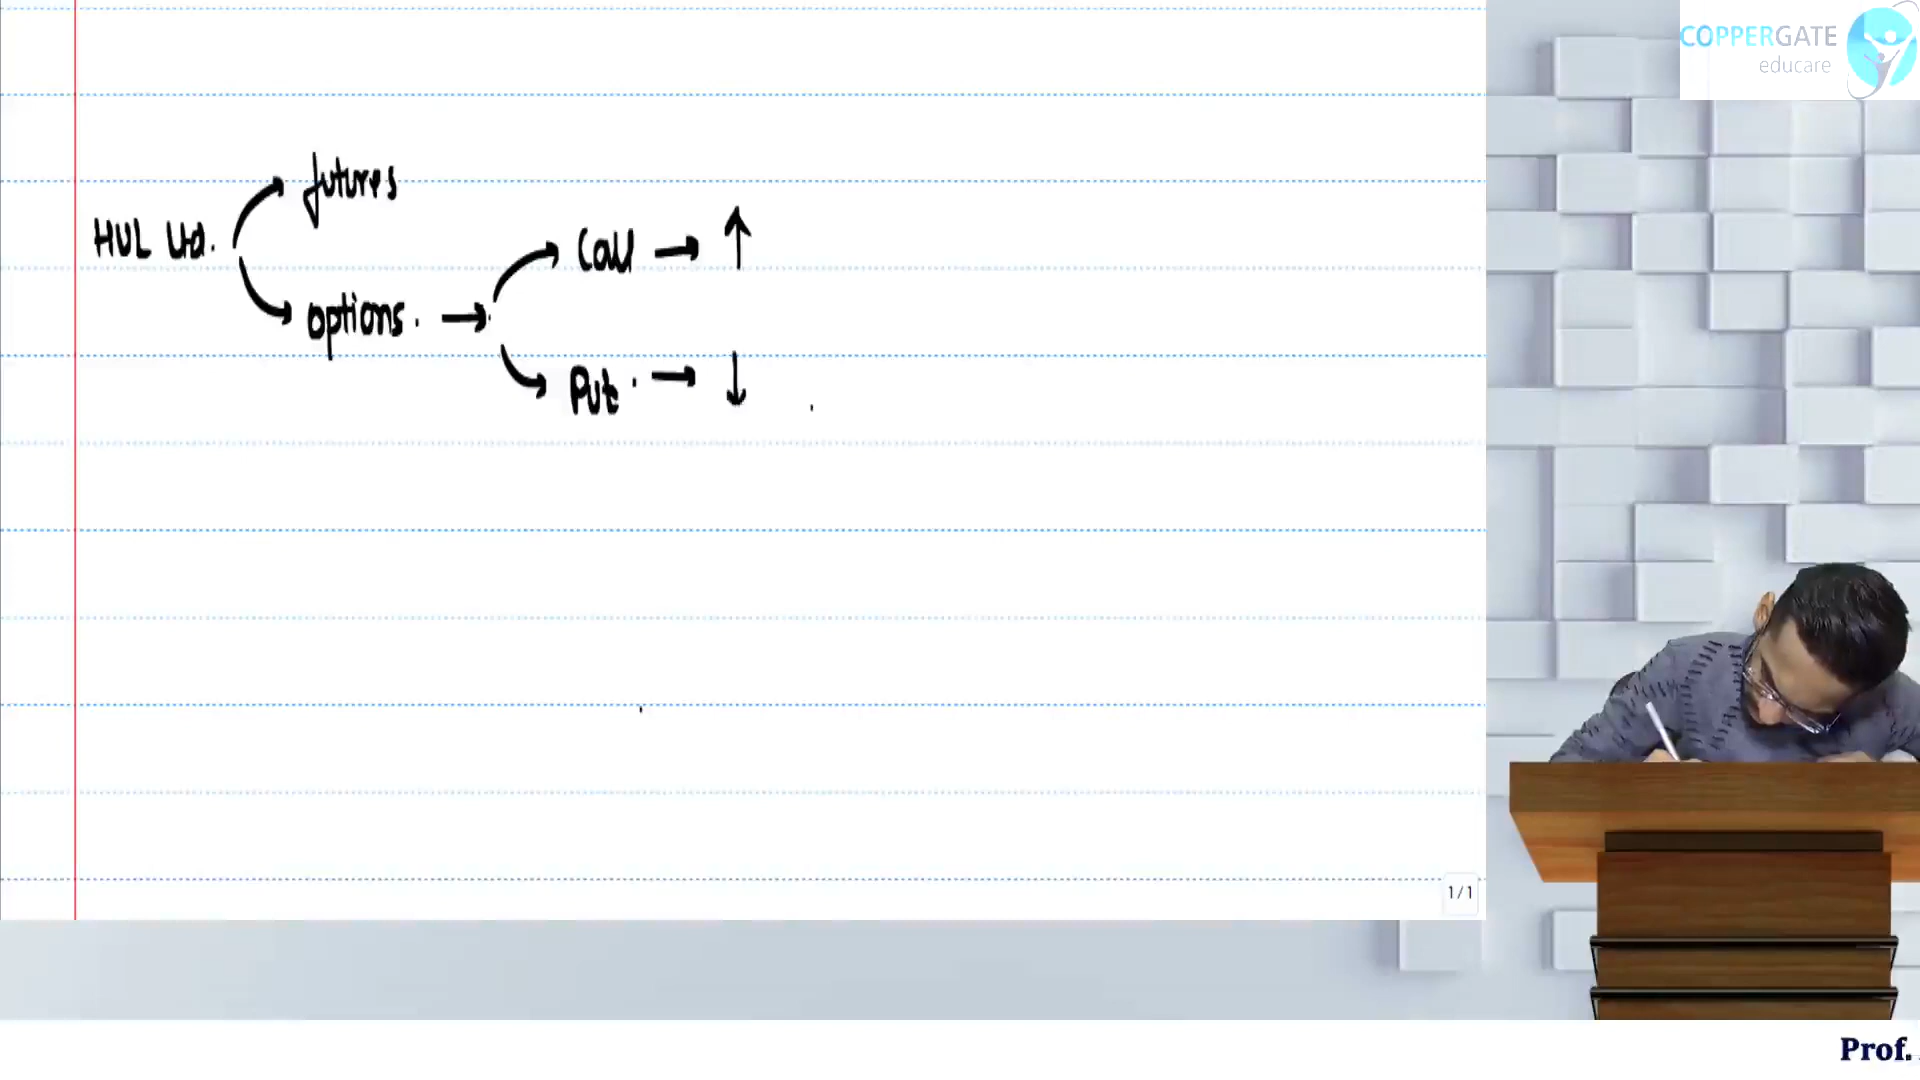 COPPERGATE
educare
futures
HUL Ltd.
Call → ↑
options. →
Put. → ↓
1/1
Prof.